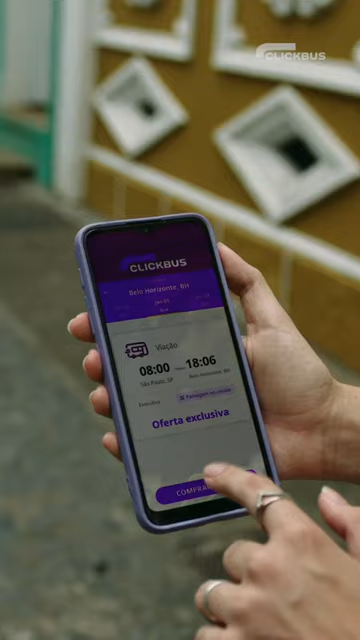 CLICKBUS
CLICKBUS
Belo Horizonte, BH
Viação
08:00 18:06
São Paulo, SP Belo Horizonte, BH
Executivo
Oferta exclusiva
COMPRAR